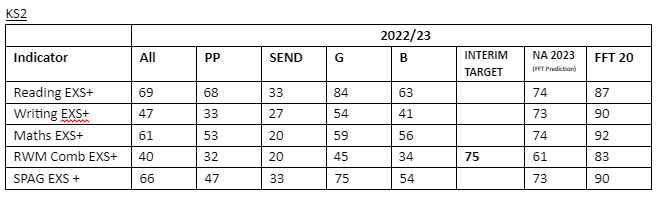 KS2
2022/23
Indicator All PP SEND G B INTERIM TARGET NA 2023 (FFT Prediction) FFT 20
Reading EXS+ 69 68 33 84 63 74 87
Writing EXS+ 47 33 27 54 41 73 90
Maths EXS+ 61 53 20 59 56 74 92
RWM Comb EXS+ 40 32 20 45 34 75 61 83
SPAG EXS + 66 47 33 75 54 73 90